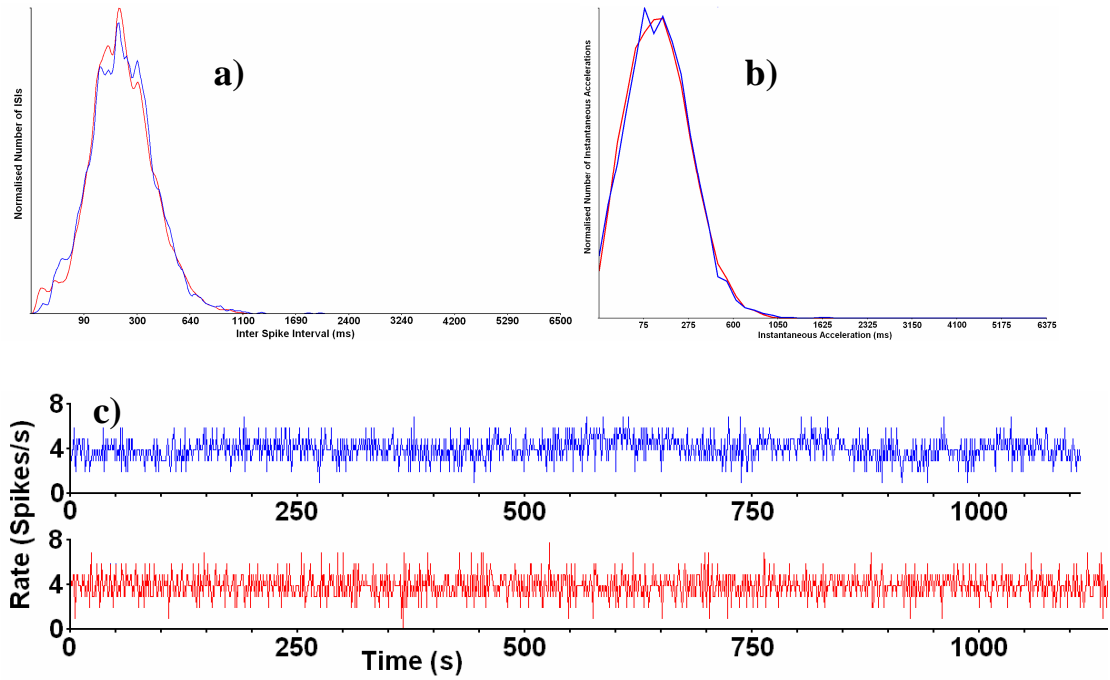 a)
Normalised Number of ISIs
90 300 640 1100 1690 2400 3240 4200 5290 6500
Inter Spike Interval (ms)
b)
Normalised Number of Instantaneous Accelerations
75 275 600 1050 1625 2325 3150 4100 5175 6375
Instantaneous Acceleration (ms)
c)
Rate (Spikes/s)
8
4
0
0 250 500 750 1000
8
4
0
0 250 500 750 1000
Time (s)